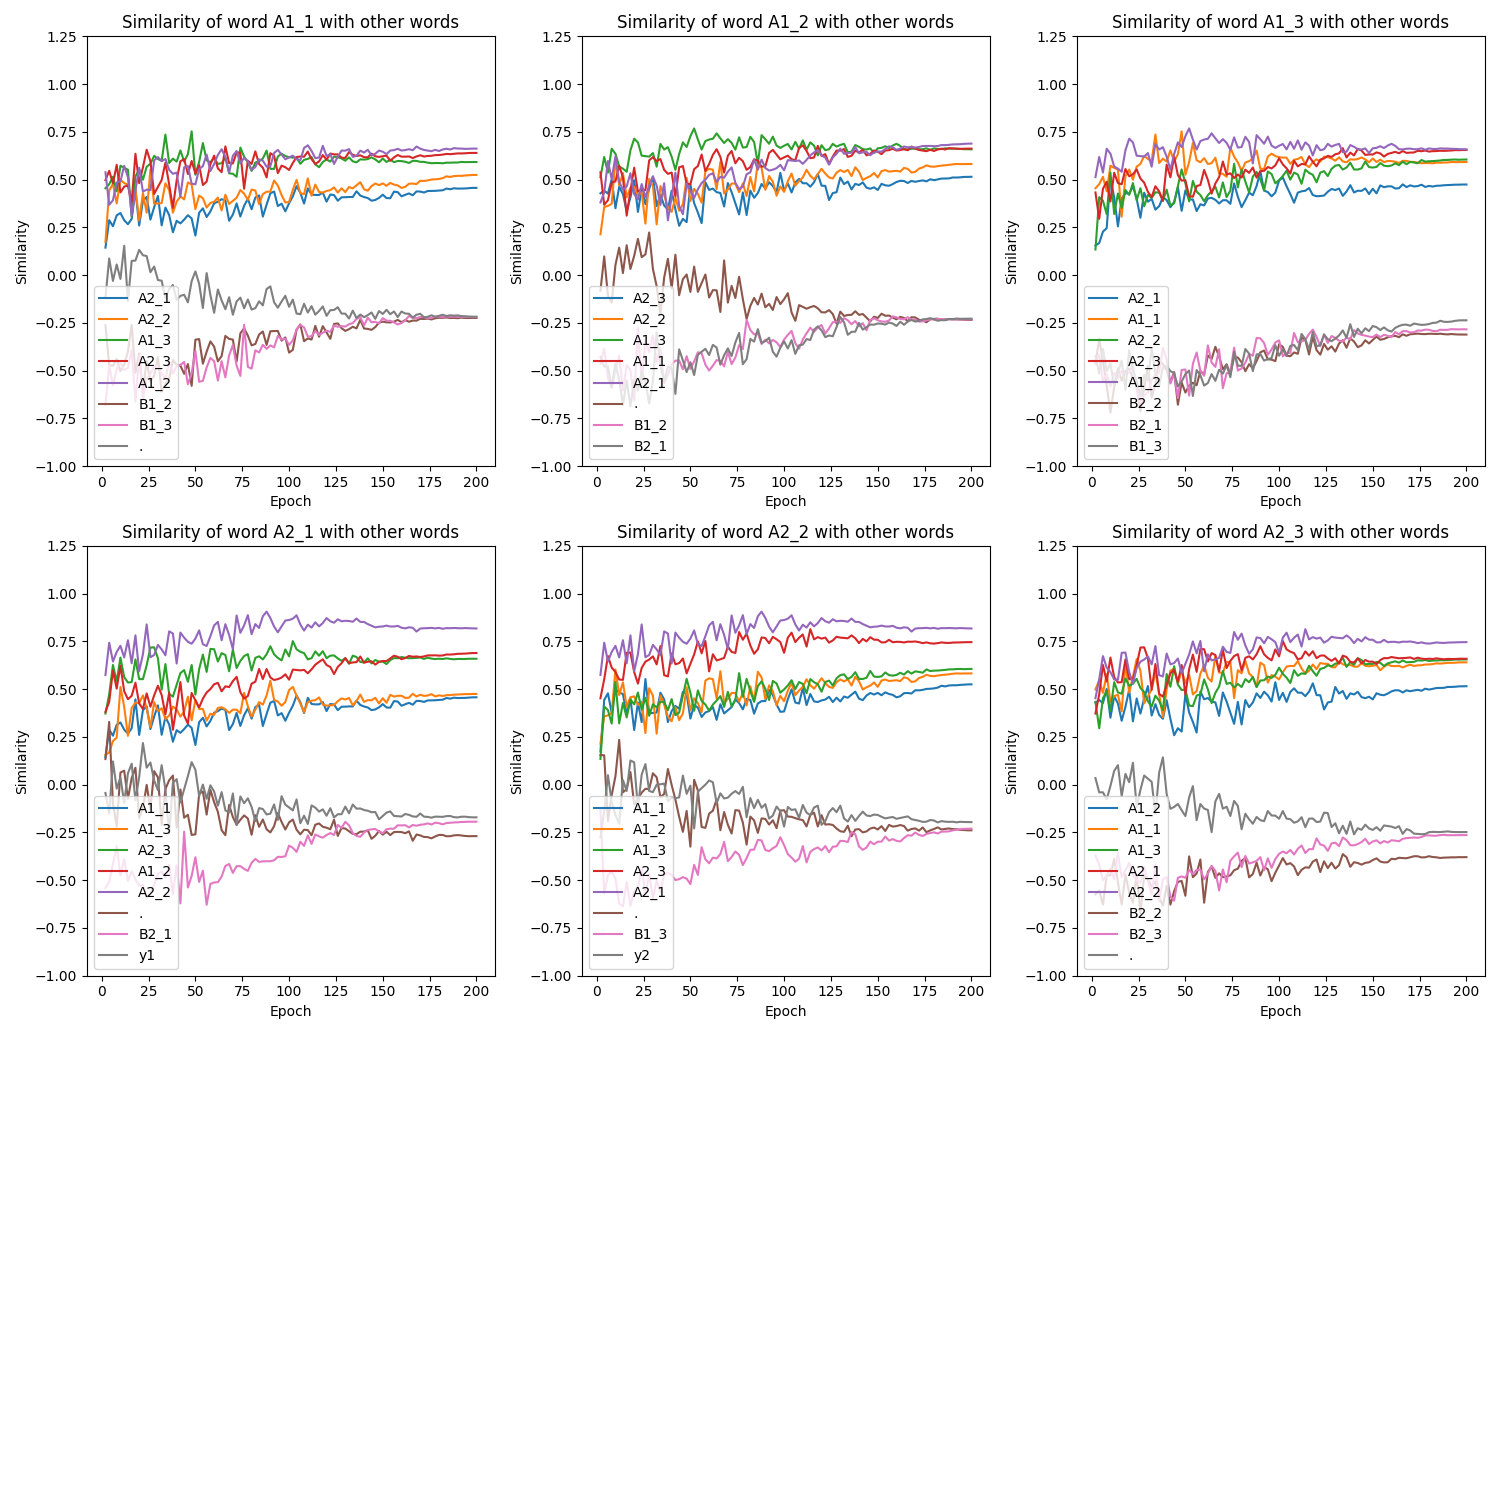 Similarity of word A1_1 with other words
1.25
1.00
0.75
0.50
0.25
0.00
−0.25
−0.50
−0.75
−1.00
Similarity
A2_1
A2_2
A1_3
A2_3
A1_2
B1_2
B1_3
.
0 25 50 75 100 125 150 175 200
Epoch
Similarity of word A1_2 with other words
1.25
1.00
0.75
0.50
0.25
0.00
−0.25
−0.50
−0.75
−1.00
Similarity
A2_3
A2_2
A1_3
A1_1
A2_1
.
B1_2
B2_1
0 25 50 75 100 125 150 175 200
Epoch
Similarity of word A1_3 with other words
1.25
1.00
0.75
0.50
0.25
0.00
−0.25
−0.50
−0.75
−1.00
Similarity
A2_1
A1_1
A2_2
A2_3
A1_2
B2_2
B2_1
B1_3
0 25 50 75 100 125 150 175 200
Epoch
Similarity of word A2_1 with other words
1.25
1.00
0.75
0.50
0.25
0.00
−0.25
−0.50
−0.75
−1.00
Similarity
A1_1
A1_3
A2_3
A1_2
A2_2
.
B2_1
y1
0 25 50 75 100 125 150 175 200
Epoch
Similarity of word A2_2 with other words
1.25
1.00
0.75
0.50
0.25
0.00
−0.25
−0.50
−0.75
−1.00
Similarity
A1_1
A1_2
A1_3
A2_3
A2_1
.
B1_3
y2
0 25 50 75 100 125 150 175 200
Epoch
Similarity of word A2_3 with other words
1.25
1.00
0.75
0.50
0.25
0.00
−0.25
−0.50
−0.75
−1.00
Similarity
A1_2
A1_1
A1_3
A2_1
A2_2
B2_2
B2_3
.
0 25 50 75 100 125 150 175 200
Epoch